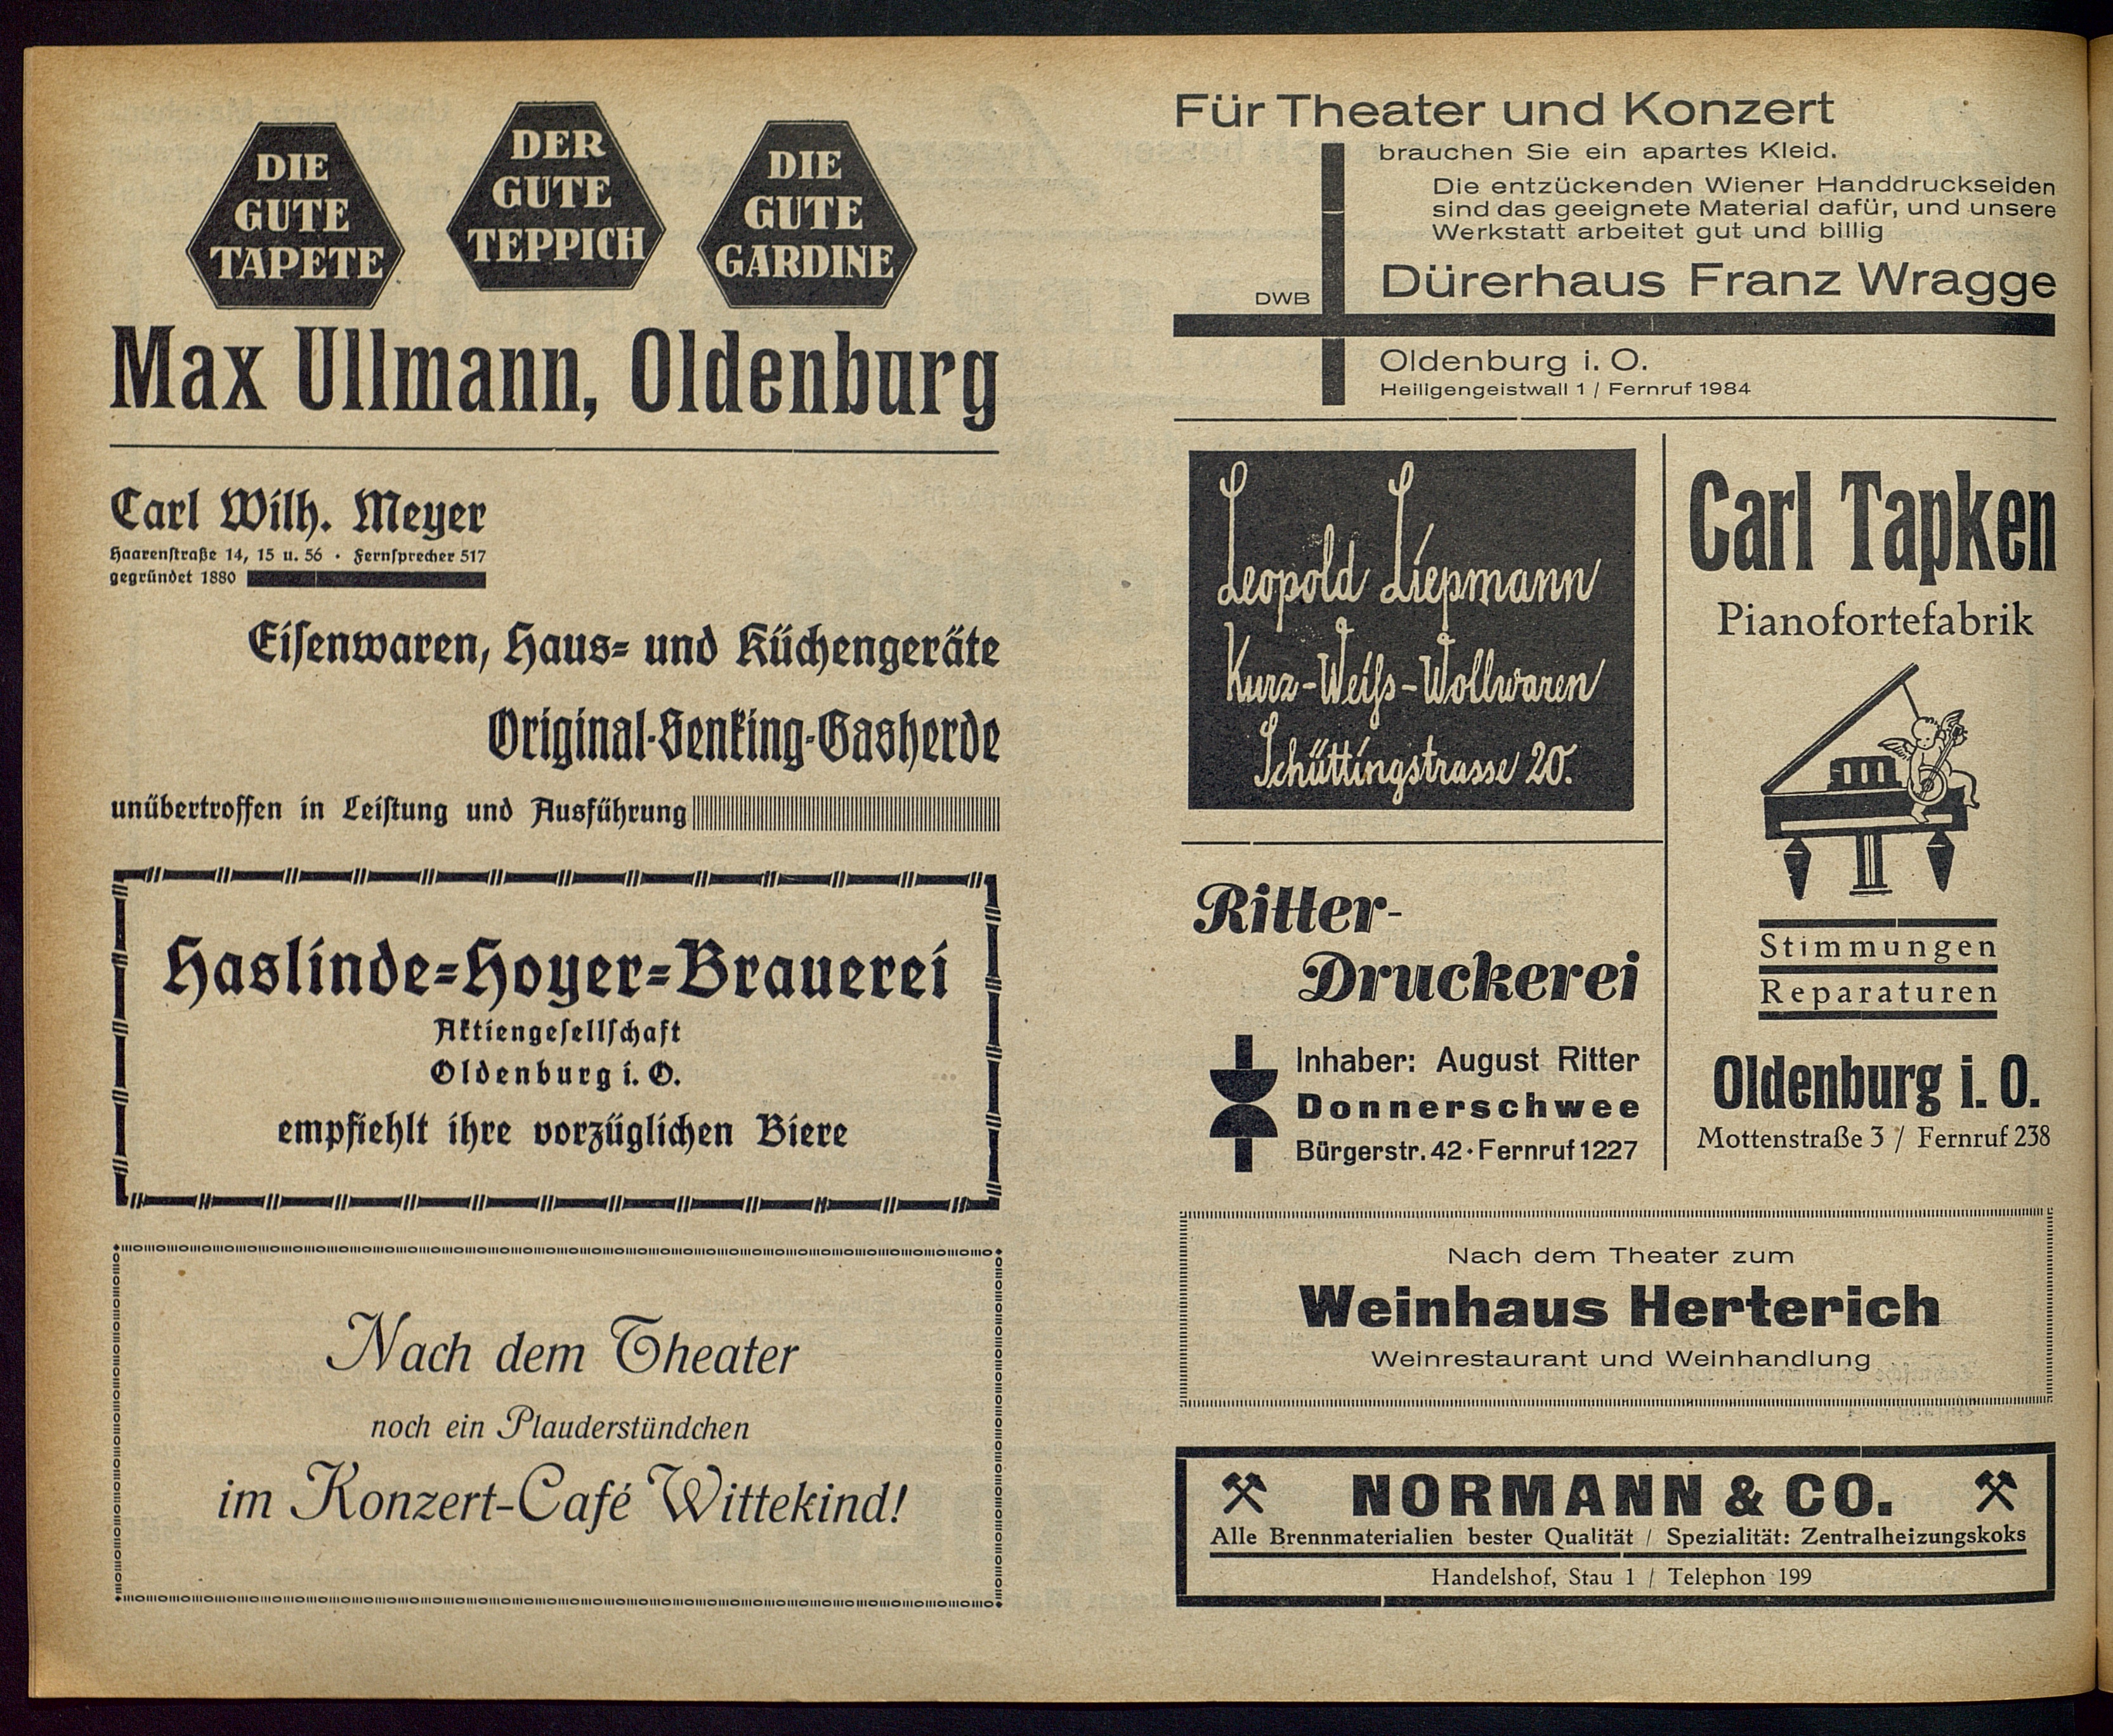 DIE
GUTE
TAPETE
DER
GUTE
TEPPICH
DIE
GUTE
GARDINE
Max Ullmann, Oldenburg
Carl Wilh. Meyer
Haarenſtraße 14, 15 u. 56 · Fernſprecher 517
gegründet 1880
Eiſenwaren, Haus- und Küchengeräte
Original-Senking-Gasherde
unübertroffen in Leiſtung und Ausführung
Haslinde-Hoyer-Brauerei
Aktiengeſellſchaft
Oldenburg i. O.
empfiehlt ihre vorzüglichen Biere
Nach dem Theater
noch ein Plauderstündchen
im Konzert-Café Wittekind!
Für Theater und Konzert
brauchen Sie ein apartes Kleid.
Die entzückenden Wiener Handdruckseiden
sind das geeignete Material dafür, und unsere
Werkstatt arbeitet gut und billig
DWB
Dürerhaus Franz Wragge
Oldenburg i. O.
Heiligengeistwall 1 / Fernruf 1984
Leopold Liepmann
Kurz-Weiſs-Wollwaren
Schüttingstrasse 20.
Ritter-
Druckerei
Inhaber: August Ritter
Donnerschwee
Bürgerstr. 42 · Fernruf 1227
Carl Tapken
Pianofortefabrik
Stimmungen
Reparaturen
Oldenburg i. O.
Mottenstraße 3 / Fernruf 238
Nach dem Theater zum
Weinhaus Herterich
Weinrestaurant und Weinhandlung
NORMANN & CO.
Alle Brennmaterialien bester Qualität / Spezialität: Zentralheizungskoks
Handelshof, Stau 1 / Telephon 199